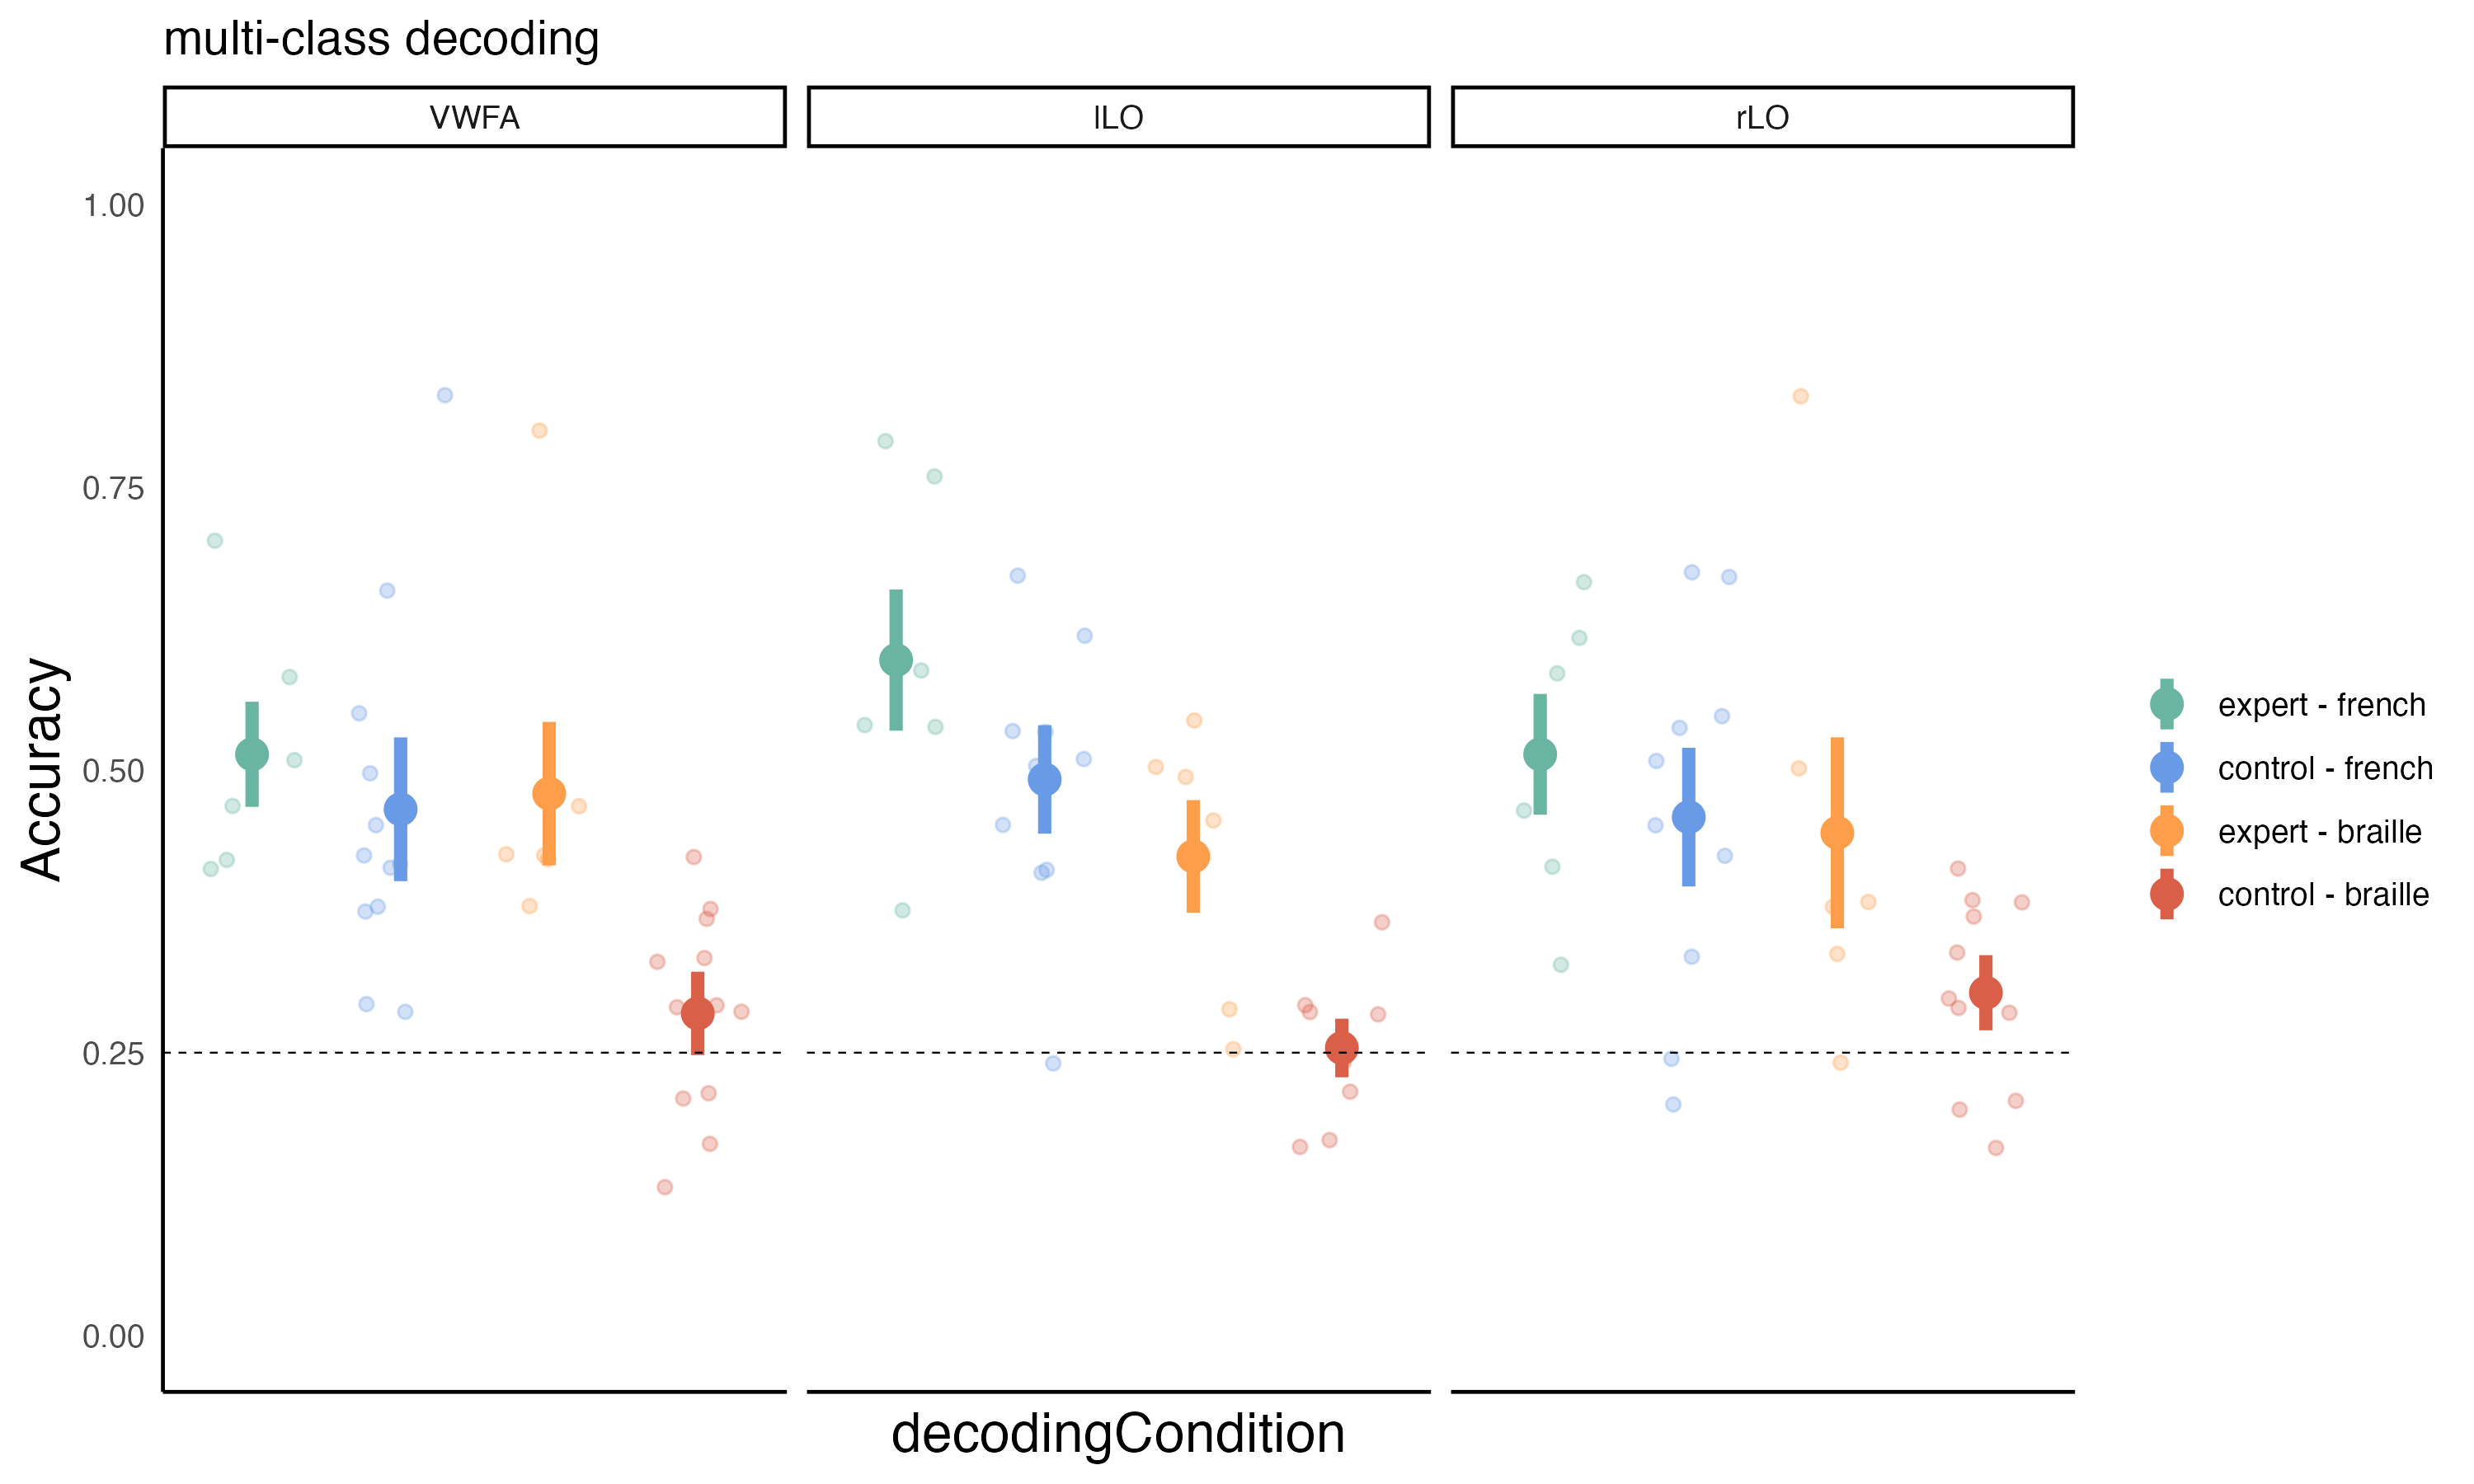 multi-class decoding
VWFA
lLO
rLO
1.00
0.75
0.50
0.25
0.00
Accuracy
decodingCondition
expert - french
control - french
expert - braille
control - braille